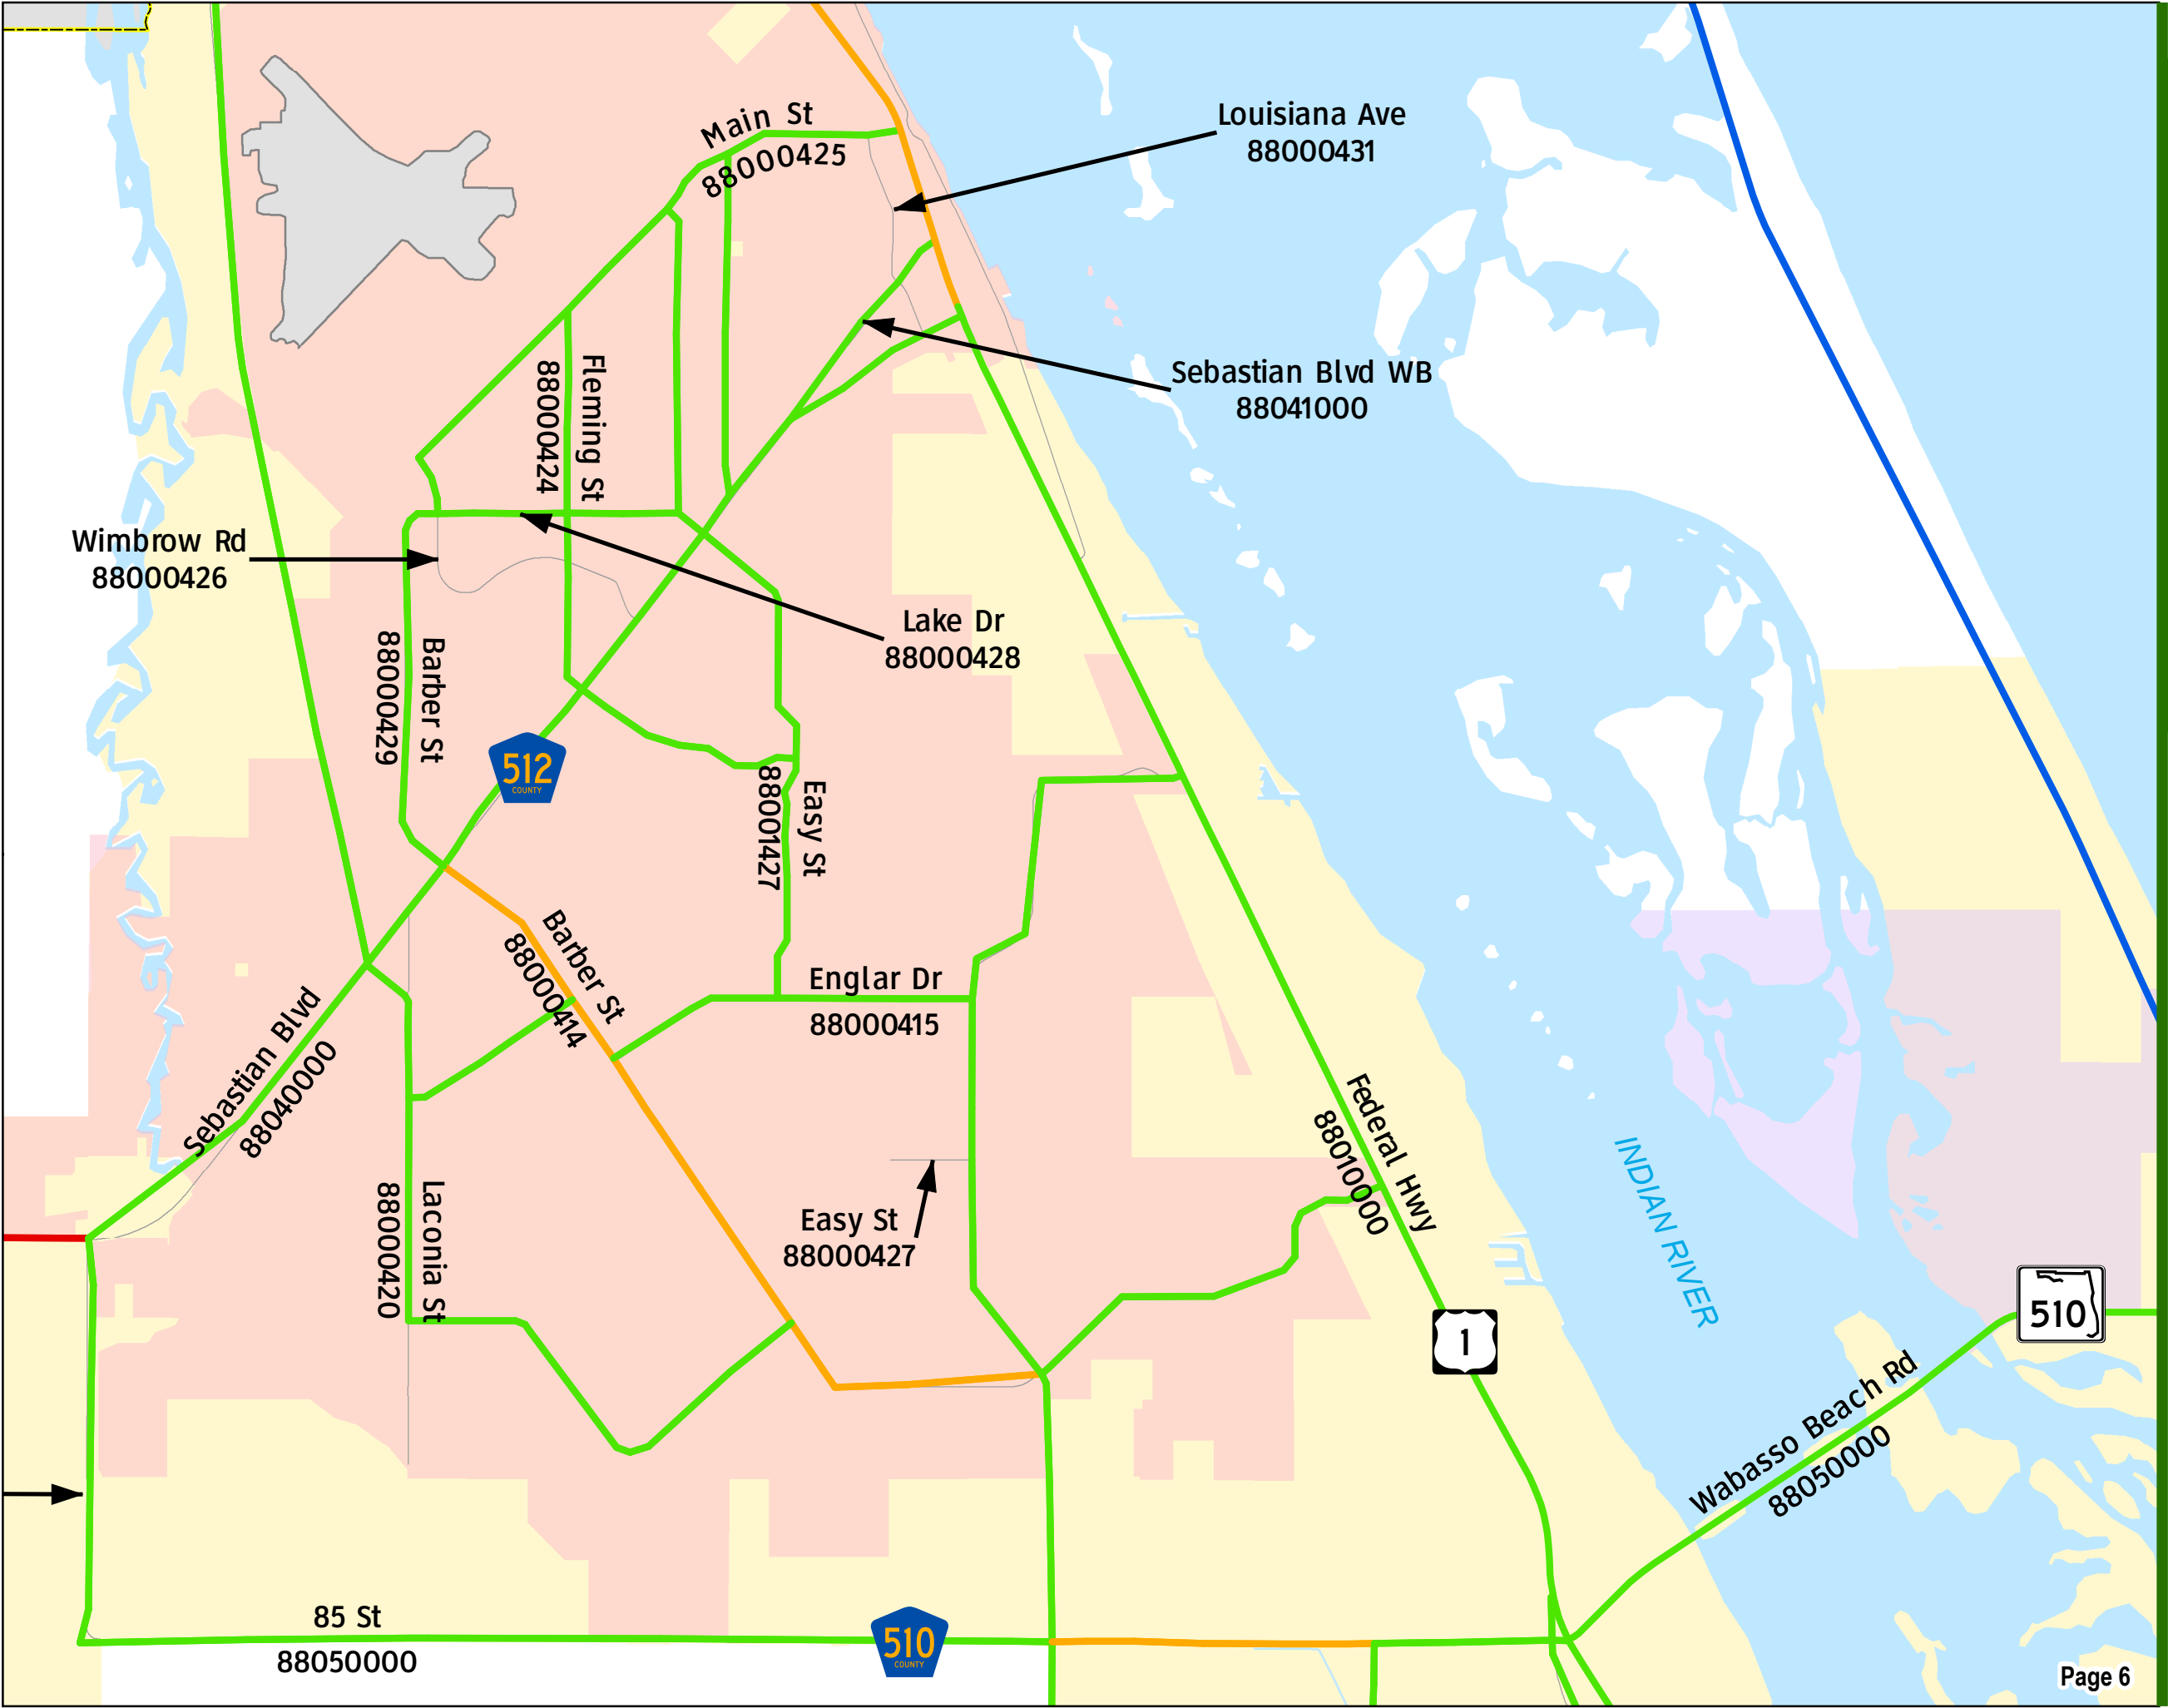 Main St
88000425
Louisiana Ave
88000431
Sebastian Blvd WB
88041000
Fleming St
88000424
Wimbrow Rd
88000426
Lake Dr
88000428
Barber St
88000429
512
COUNTY
Easy St
88001427
Barber St
88000414
Englar Dr
88000415
Sebastian Blvd
88040000
Federal Hwy
88010000
Laconia St
88000420
Easy St
88000427
INDIAN RIVER
510
1
Wabasso Beach Rd
88050000
85 St
88050000
510
COUNTY
Page 6